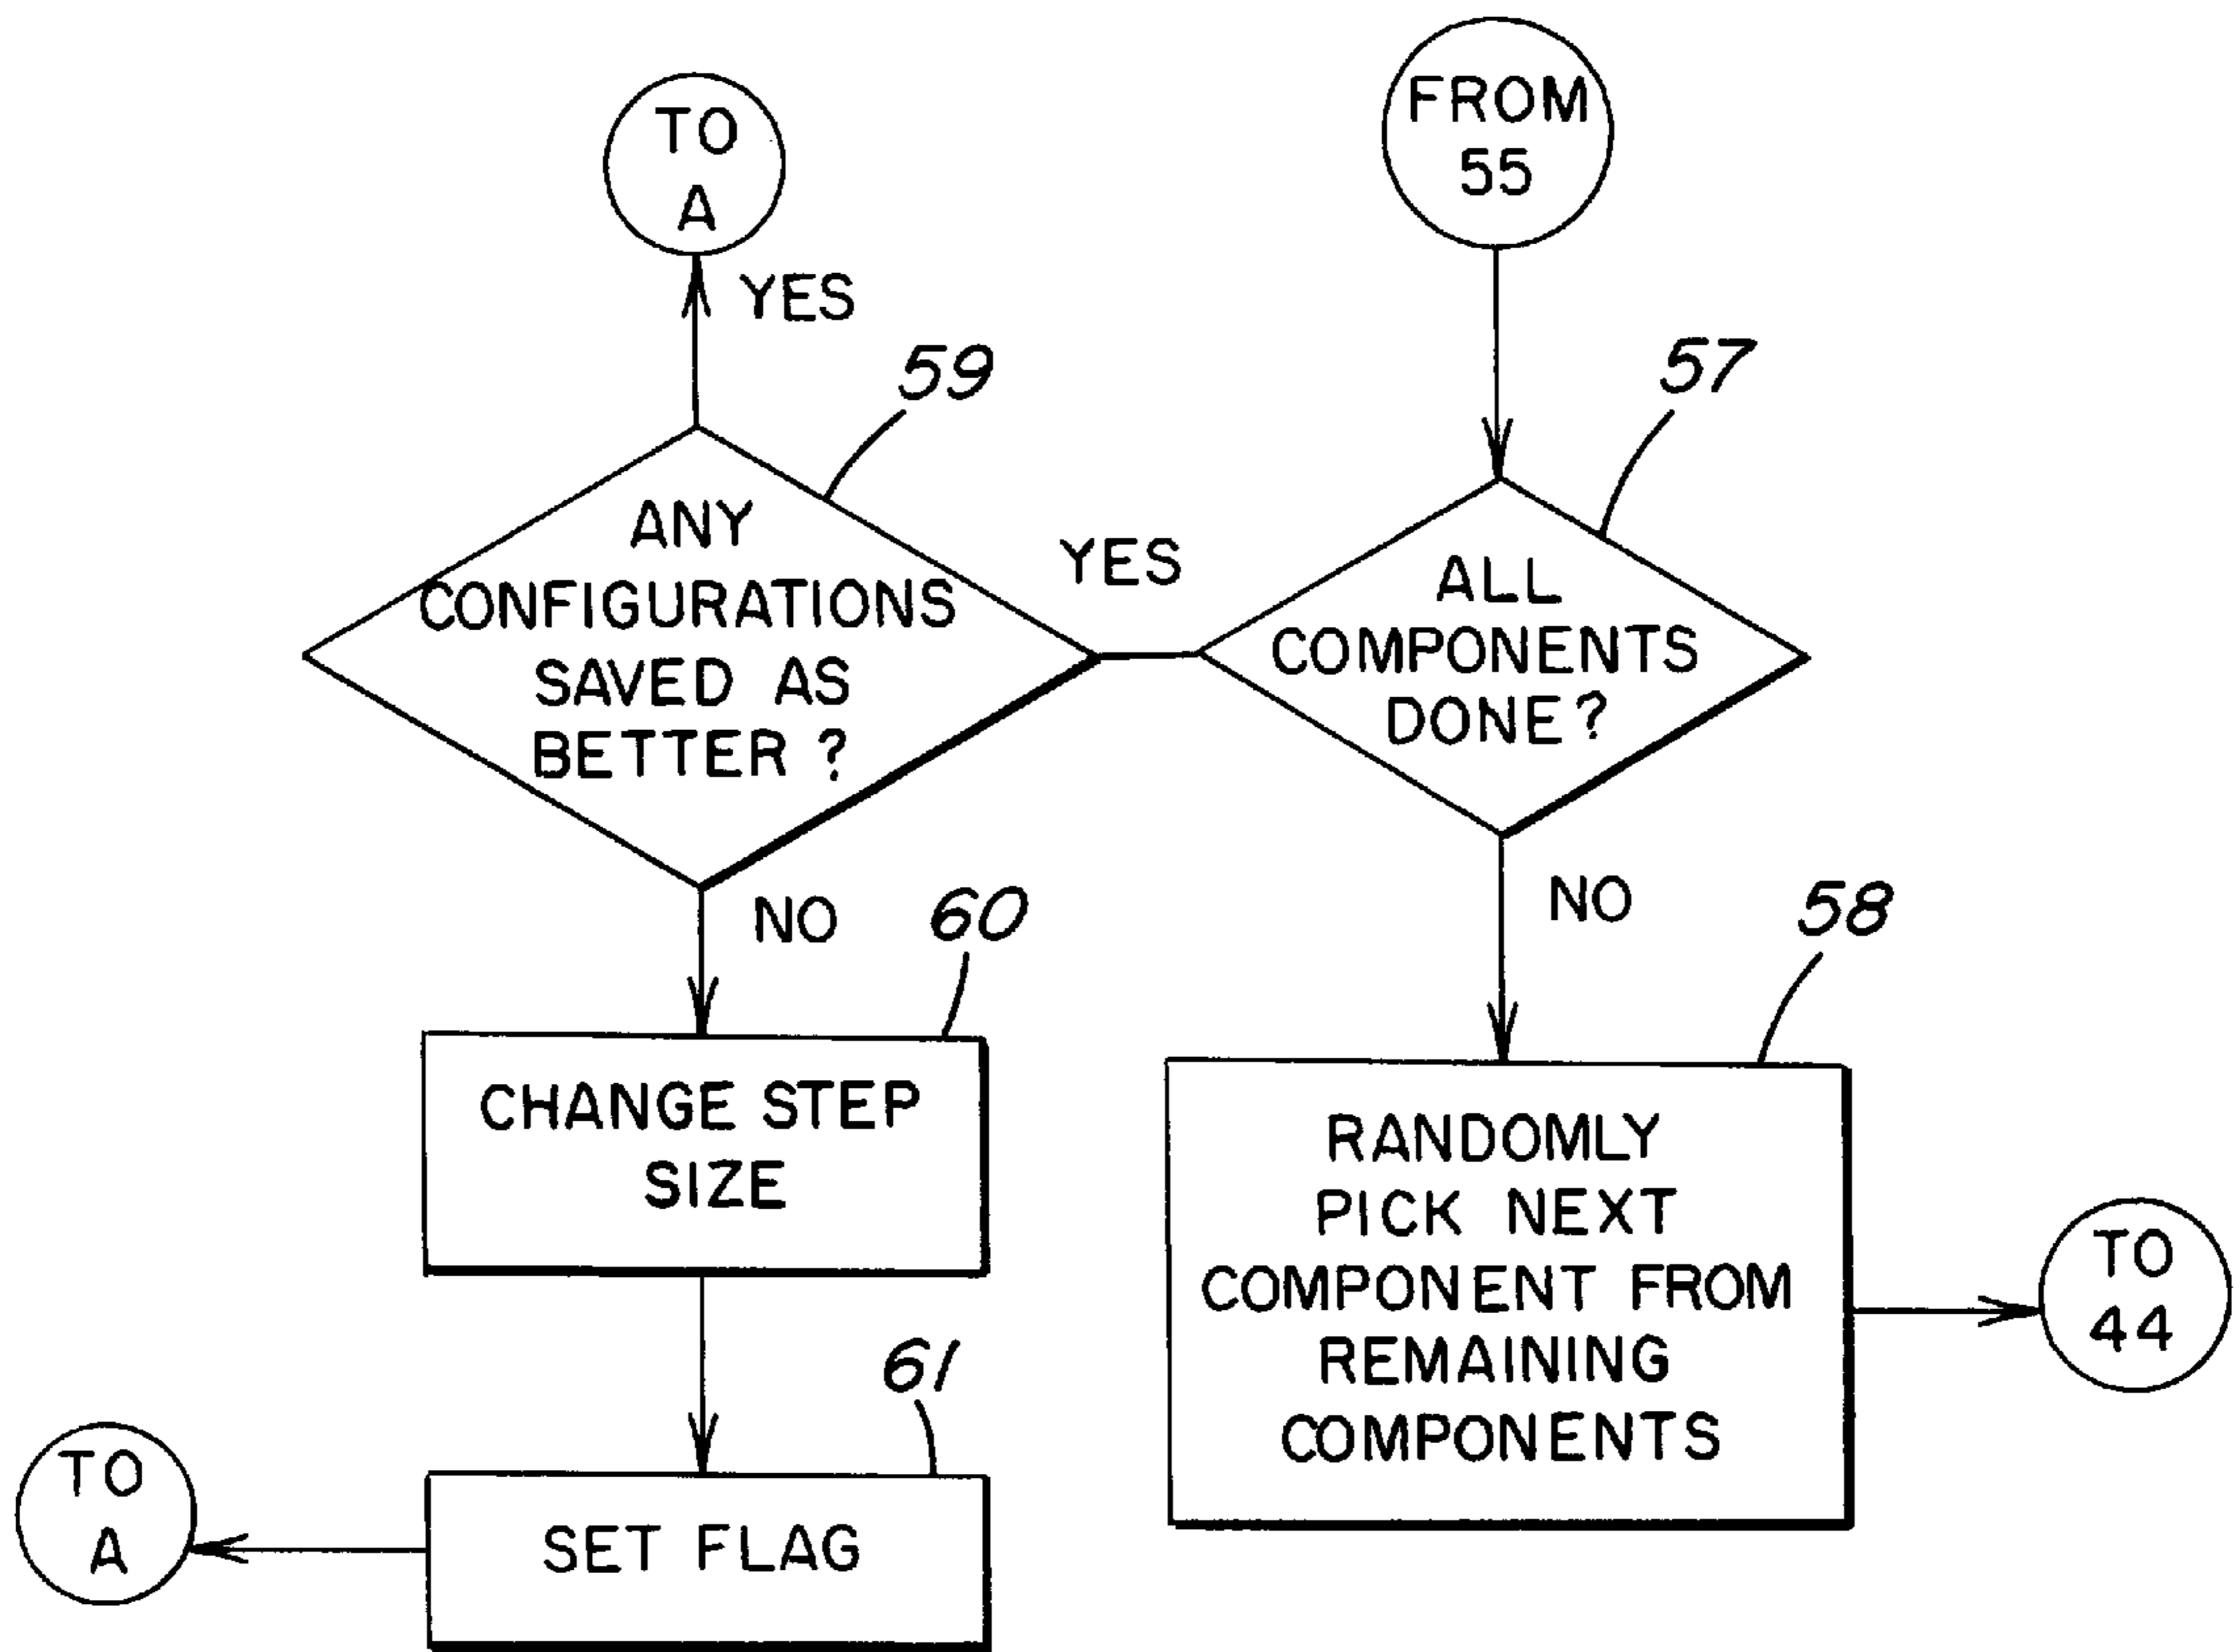 TO
A
FROM
55
YES
59
57
ANY
CONFIGURATIONS
SAVED AS
BETTER ?
YES
ALL
COMPONENTS
DONE ?
NO
60
NO
58
CHANGE STEP
SIZE
RANDOMLY
PICK NEXT
COMPONENT FROM
REMAINING
COMPONENTS
TO
44
61
TO
A
SET FLAG